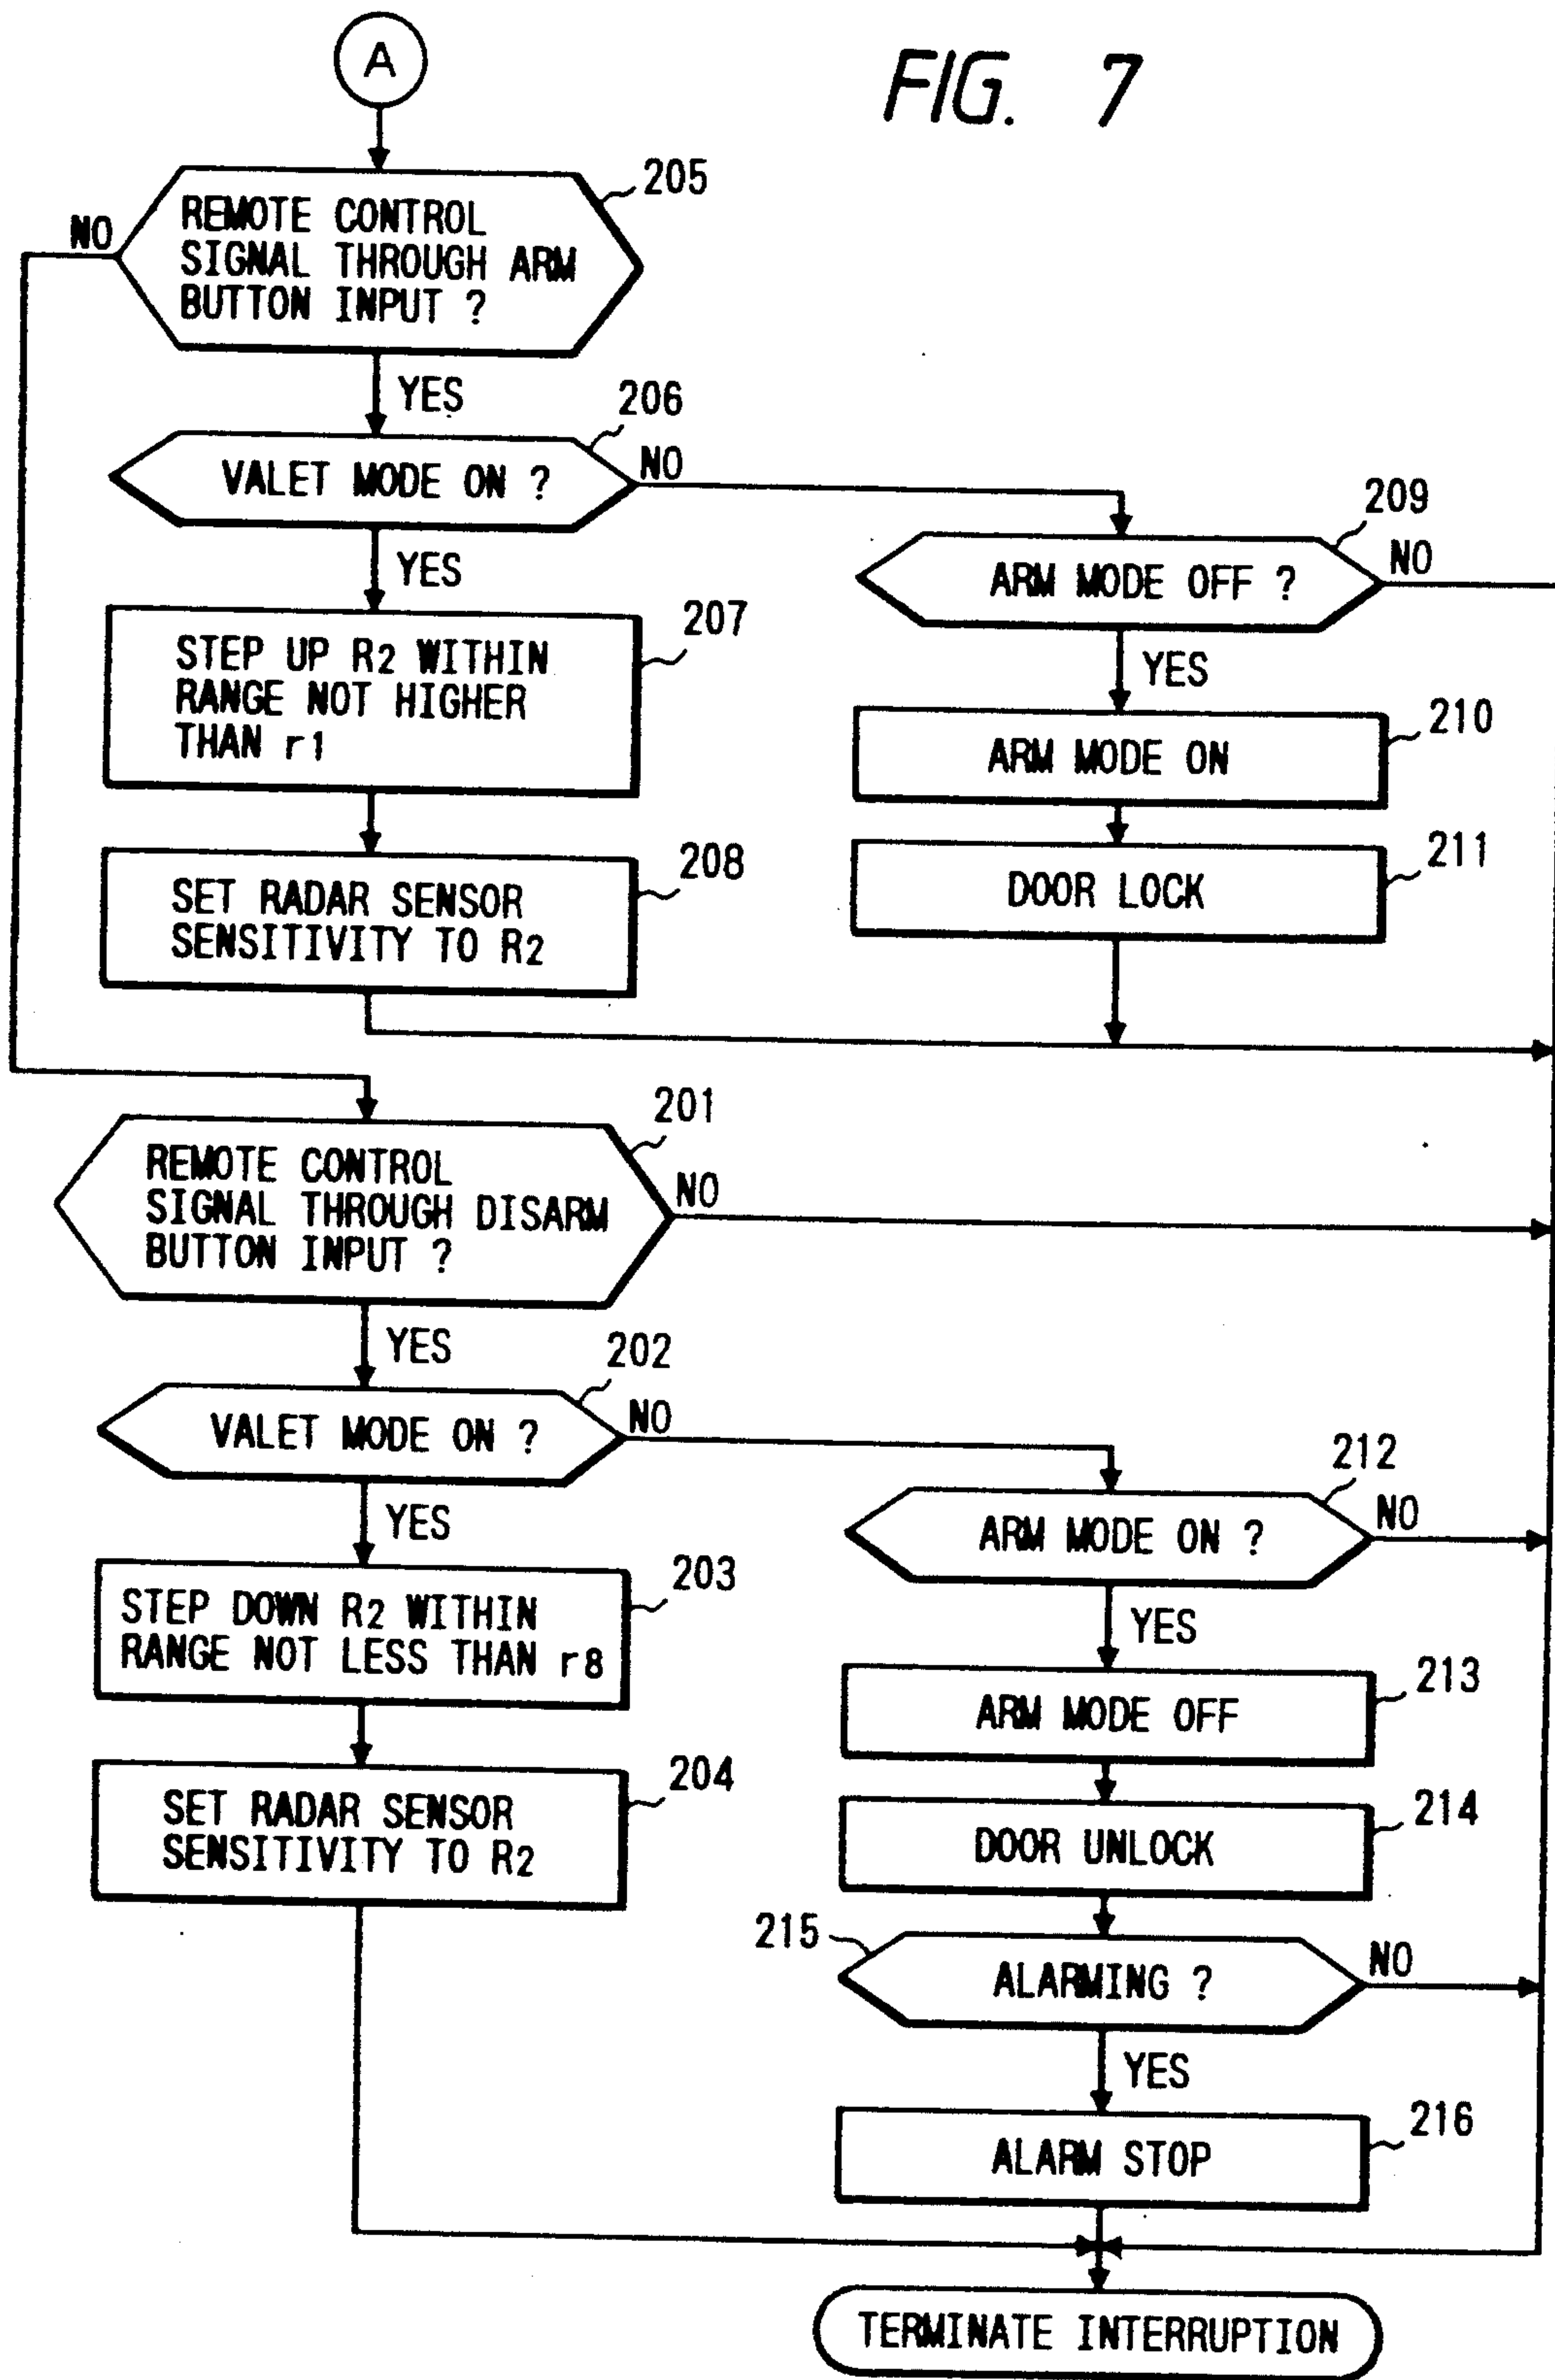 FIG. 7
A
205
REMOTE CONTROL
SIGNAL THROUGH ARM
BUTTON INPUT ?
NO
YES
206
VALET MODE ON ?
NO
YES
207
STEP UP R2 WITHIN
RANGE NOT HIGHER
THAN r1
208
SET RADAR SENSOR
SENSITIVITY TO R2
209
ARM MODE OFF ?
NO
YES
210
ARM MODE ON
211
DOOR LOCK
201
REMOTE CONTROL
SIGNAL THROUGH DISARM
BUTTON INPUT ?
NO
YES
202
VALET MODE ON ?
NO
YES
203
STEP DOWN R2 WITHIN
RANGE NOT LESS THAN r8
204
SET RADAR SENSOR
SENSITIVITY TO R2
212
ARM MODE ON ?
NO
YES
213
ARM MODE OFF
214
DOOR UNLOCK
215
ALARMING ?
NO
YES
216
ALARM STOP
TERMINATE INTERRUPTION